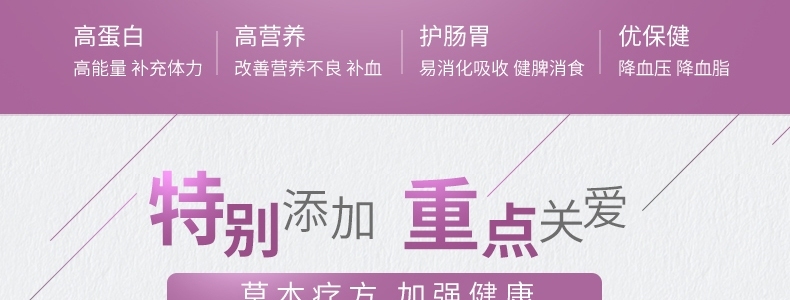 高蛋白 高营养 护肠胃 优保健
高能量 补充体力 改善营养不良 补血 易消化吸收 健脾消食 降血压 降血脂
特别添加 重点关爱
草本疗方 加强健康